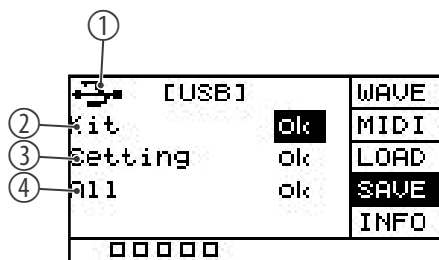 1
[USB] WAVE
2 Kit ok MIDI
3 Setting ok LOAD
4 All ok SAVE
INFO